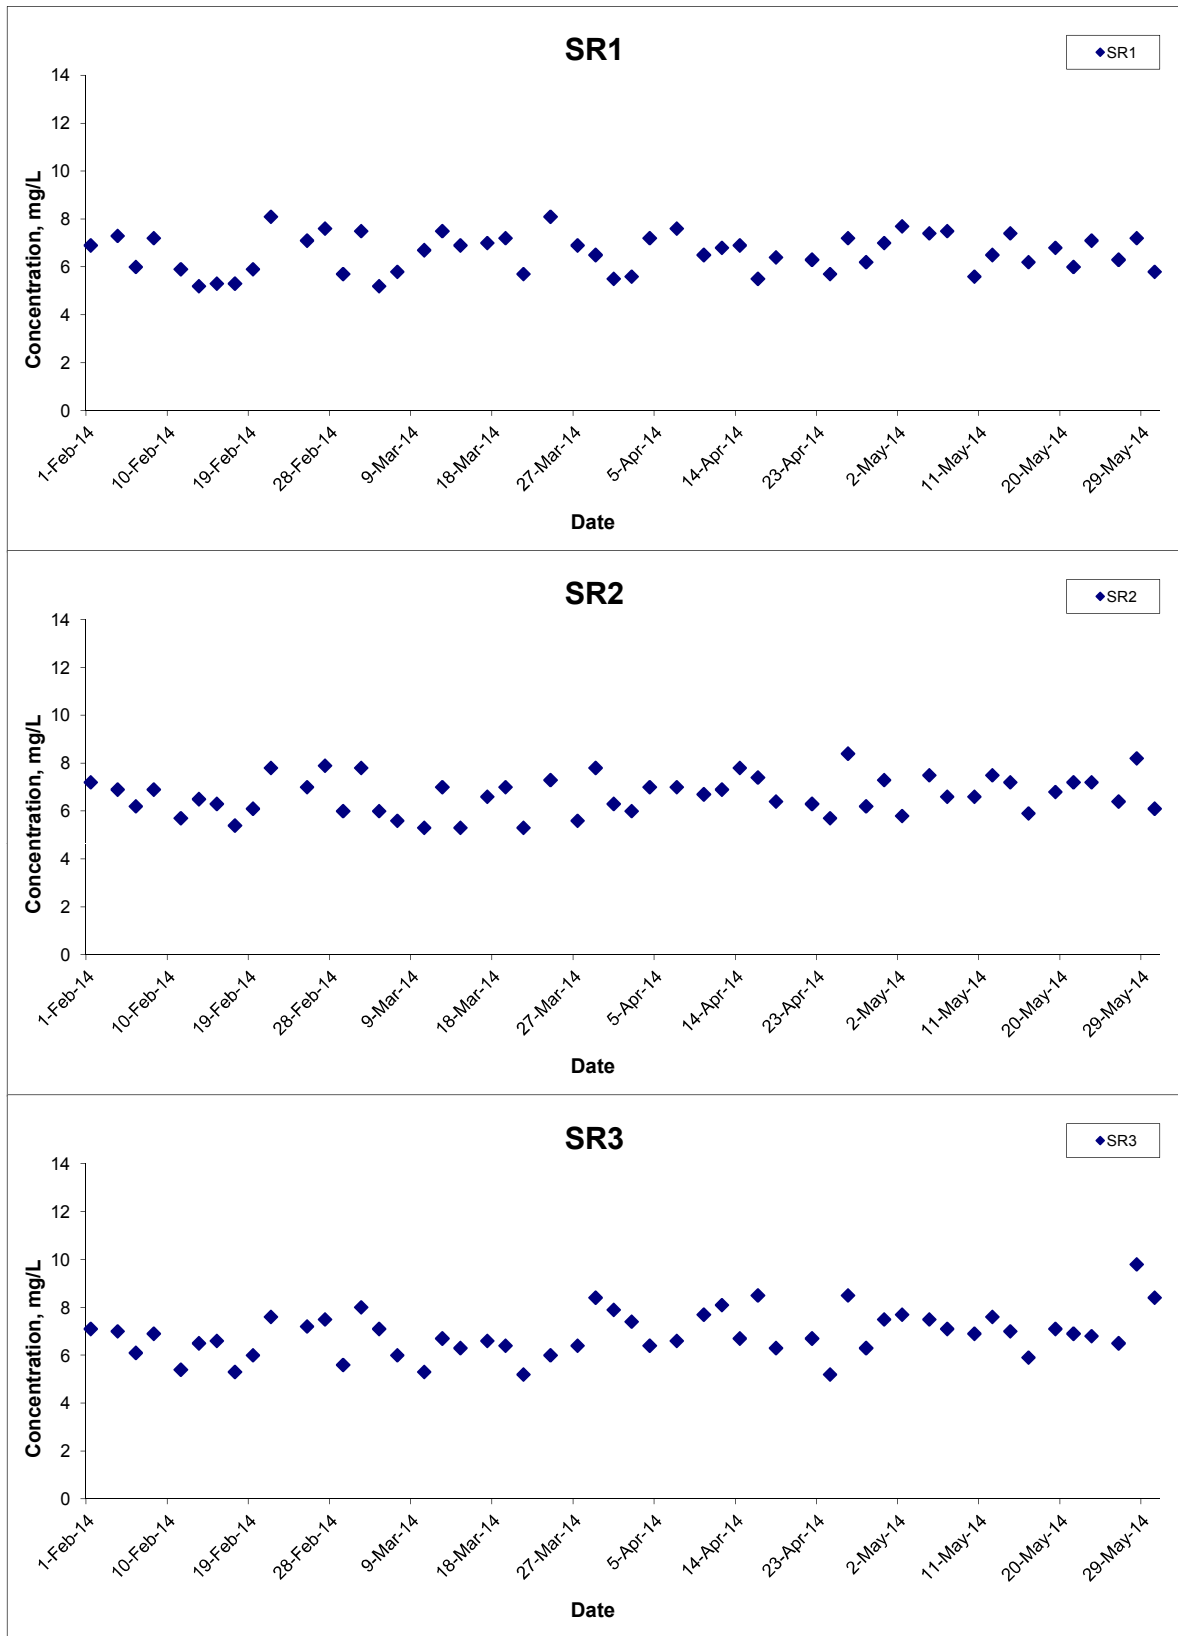 SR1
SR1
14
12
10
8
6
4
2
0
Concentration, mg/L
1-Feb-14
10-Feb-14
19-Feb-14
28-Feb-14
9-Mar-14
18-Mar-14
27-Mar-14
5-Apr-14
14-Apr-14
23-Apr-14
2-May-14
11-May-14
20-May-14
29-May-14
Date
SR2
SR2
14
12
10
8
6
4
2
0
Concentration, mg/L
1-Feb-14
10-Feb-14
19-Feb-14
28-Feb-14
9-Mar-14
18-Mar-14
27-Mar-14
5-Apr-14
14-Apr-14
23-Apr-14
2-May-14
11-May-14
20-May-14
29-May-14
Date
SR3
SR3
14
12
10
8
6
4
2
0
Concentration, mg/L
1-Feb-14
10-Feb-14
19-Feb-14
28-Feb-14
9-Mar-14
18-Mar-14
27-Mar-14
5-Apr-14
14-Apr-14
23-Apr-14
2-May-14
11-May-14
20-May-14
29-May-14
Date